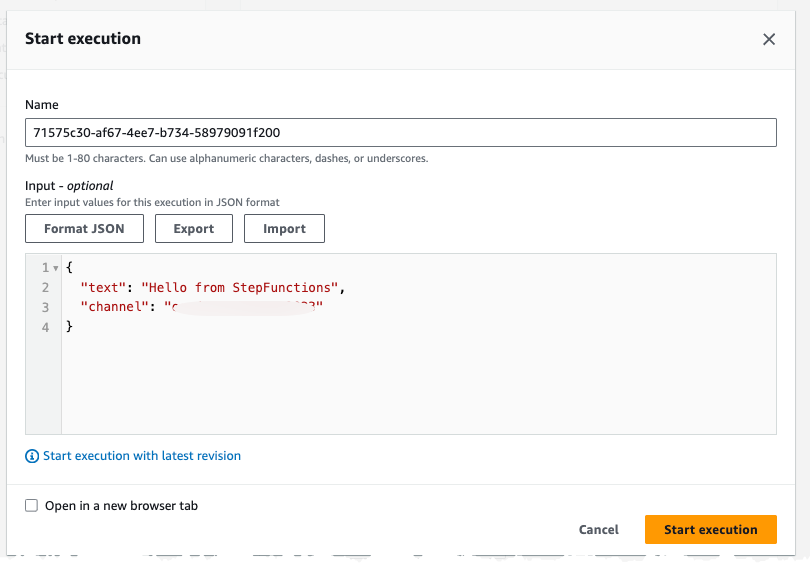 Start execution
Name
71575c30-af67-4ee7-b734-58979091f200
Must be 1-80 characters. Can use alphanumeric characters, dashes, or underscores.
Input - optional
Enter input values for this execution in JSON format
Format JSON Export Import
1 {
2 "text": "Hello from StepFunctions",
3 "channel":
4 }
Start execution with latest revision
Open in a new browser tab
Cancel Start execution